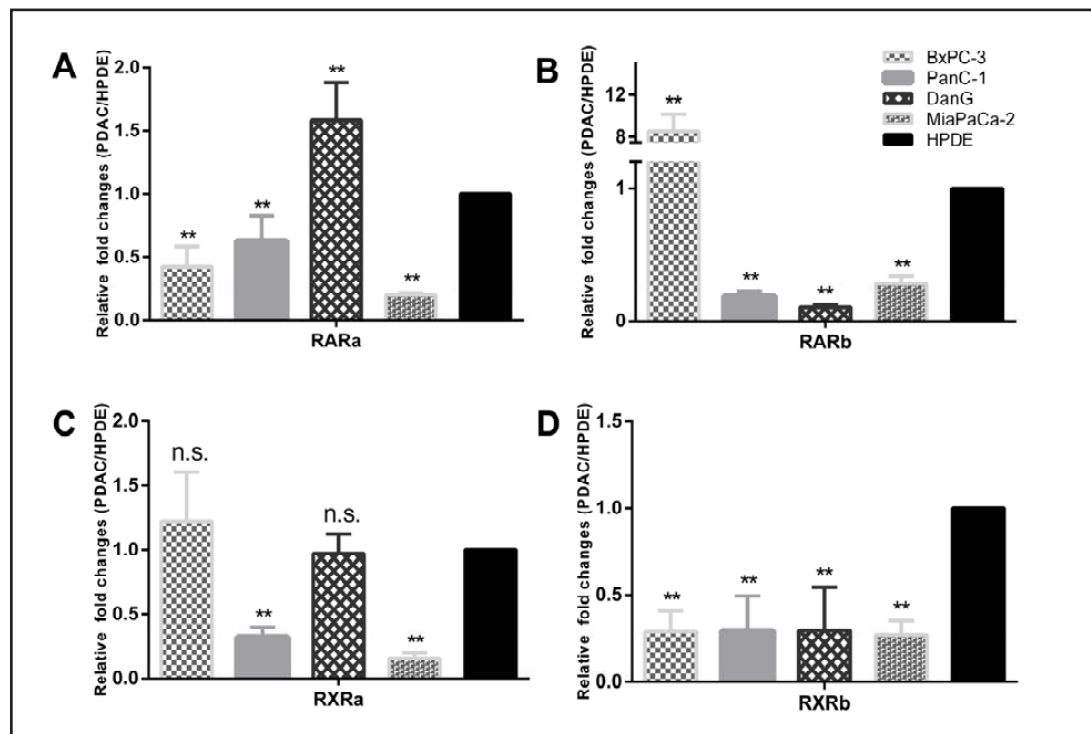 A
Relative fold changes (PDAC/HPDE)
2.0
1.5
1.0
0.5
0.0
**
**
**
**
RARa
B
Relative fold changes (PDAC/HPDE)
12
8
1
0
**
**
**
**
RARb
BxPC-3
PanC-1
DanG
MiaPaCa-2
HPDE
C
Relative fold changes (PDAC/HPDE)
2.0
1.5
1.0
0.5
0.0
n.s.
**
n.s.
**
RXRa
D
Relative fold changes (PDAC/HPDE)
1.5
1.0
0.5
0.0
**
**
**
**
RXRb